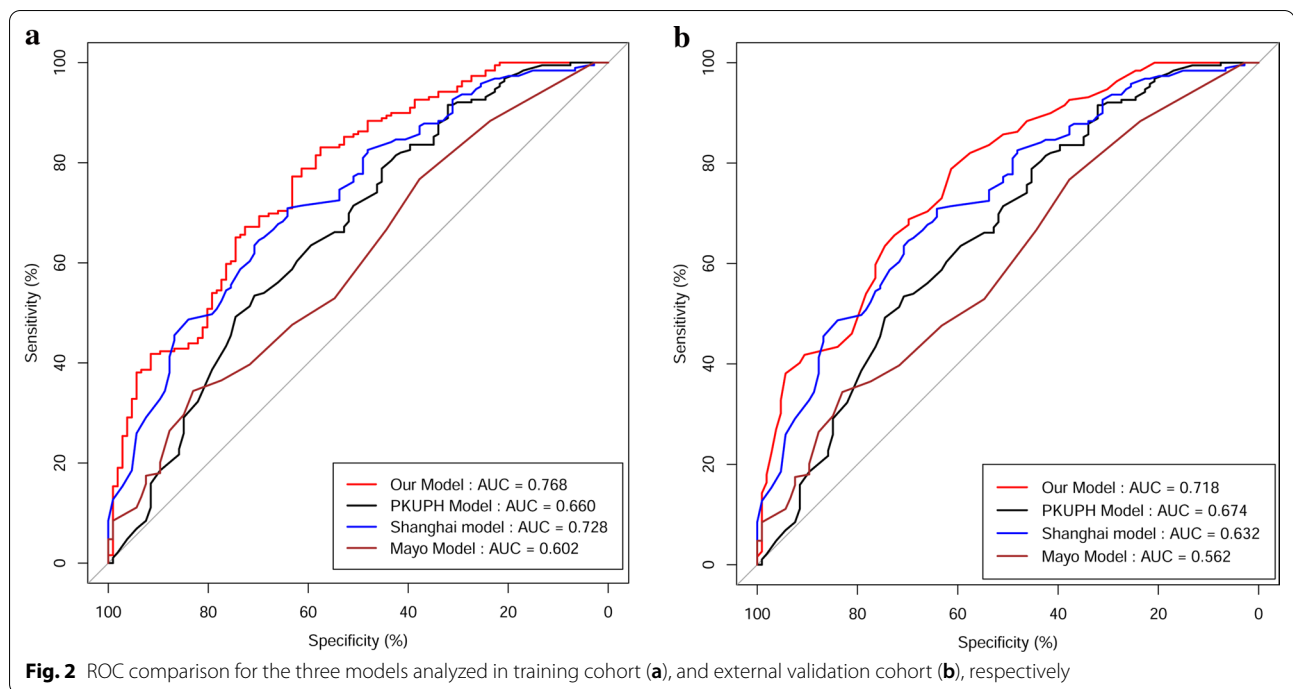 a
100
80
60
40
20
0
Sensitivity (%)
Our Model : AUC = 0.768
PKUPH Model : AUC = 0.660
Shanghai model : AUC = 0.728
Mayo Model : AUC = 0.602
100 80 60 40 20 0
Specificity (%)
b
100
80
60
40
20
0
Sensitivity (%)
Our Model : AUC = 0.718
PKUPH Model : AUC = 0.674
Shanghai model : AUC = 0.632
Mayo Model : AUC = 0.562
100 80 60 40 20 0
Specificity (%)
Fig. 2 ROC comparison for the three models analyzed in training cohort (a), and external validation cohort (b), respectively